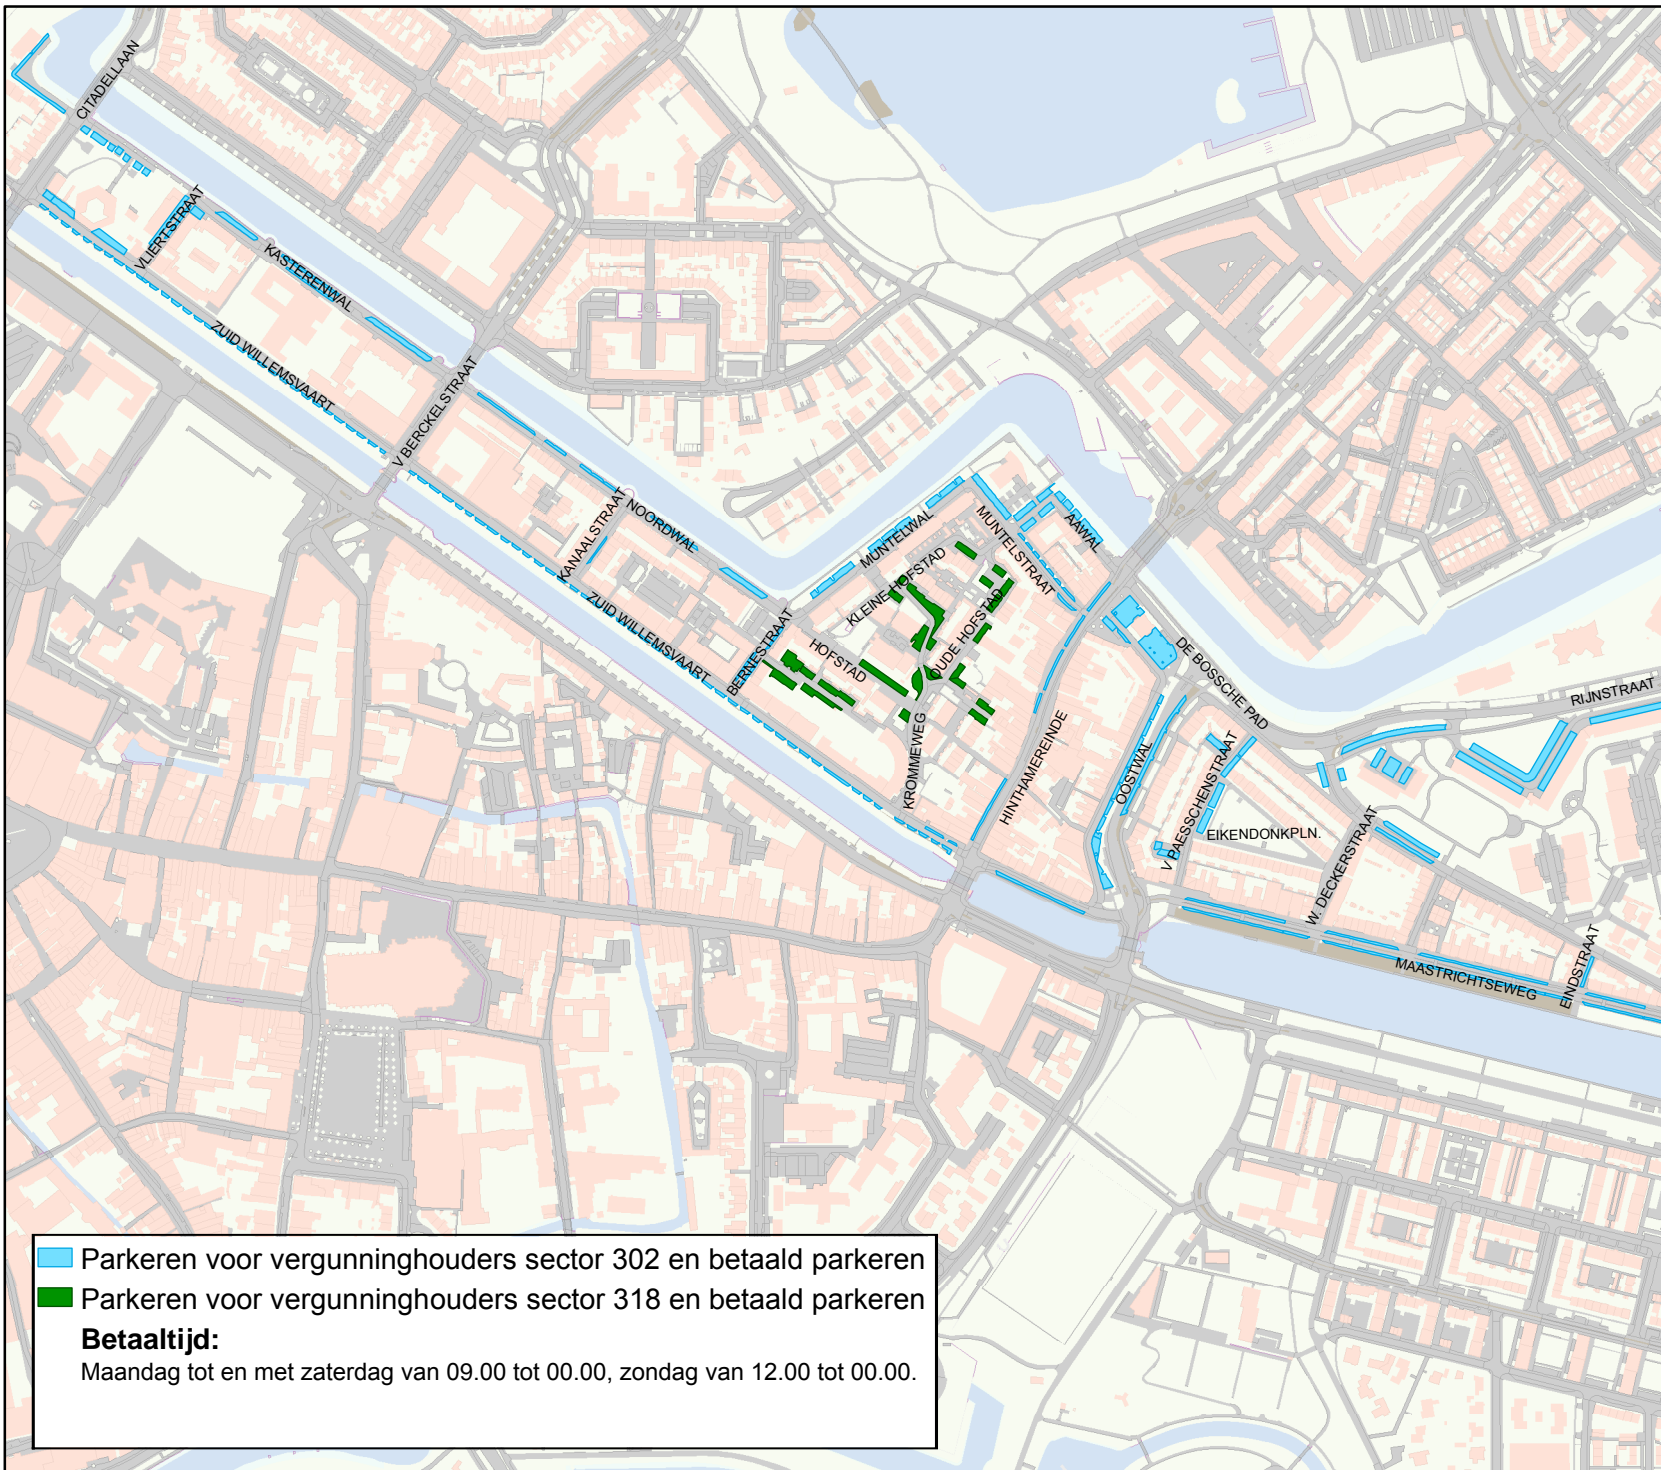 CITADELLAAN
VLIERTSTRAAT
KASTERENWAL
ZUID WILLEMSVAART
V BERCKELSTRAAT
KANAALSTRAAT
NOORDWAL
MUNTELWAL
MUNTELSTRAAT
AAWAL
KLEINE HOFSTAD
OUDE HOFSTAD
ZUID WILLEMSVAART
BERNESTRAAT
HOFSTAD
KROMMEWEG
HINTHAMEREINDE
DE BOSSCHE PAD
RIJNSTRAAT
OOSTWAL
V PAESSCHENSTRAAT
EIKENDONKPLN.
W. DECKERSTRAAT
MAASTRICHTSEWEG
EINDSTRAAT
Parkeren voor vergunninghouders sector 302 en betaald parkeren
Parkeren voor vergunninghouders sector 318 en betaald parkeren
Betaaltijd:
Maandag tot en met zaterdag van 09.00 tot 00.00, zondag van 12.00 tot 00.00.